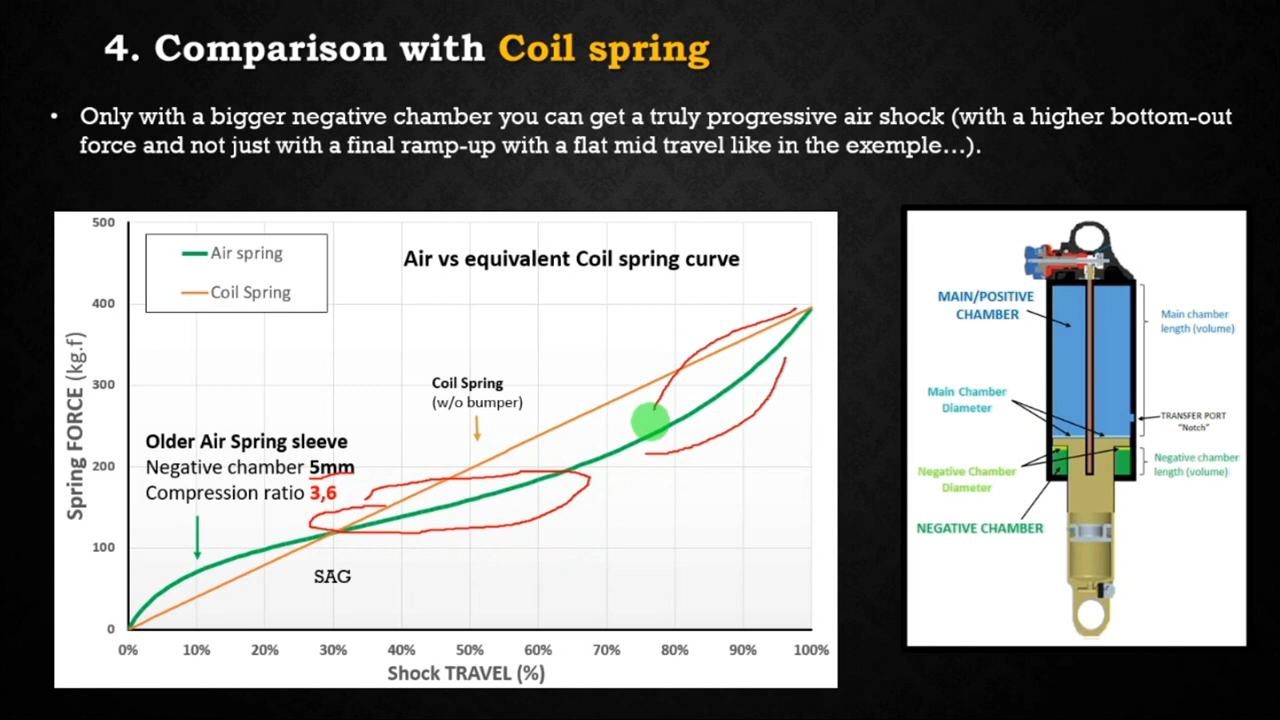 4. Comparison with Coil spring
• Only with a bigger negative chamber you can get a truly progressive air shock (with a higher bottom-out
force and not just with a final ramp-up with a flat mid travel like in the exemple...).
500
400
300
200
100
0
Spring FORCE (kg.f)
Air spring
Coil Spring
Air vs equivalent Coil spring curve
Coil Spring
(w/o bumper)
Older Air Spring sleeve
Negative chamber 5mm
Compression ratio 3,6
SAG
0% 10% 20% 30% 40% 50% 60% 70% 80% 90% 100%
Shock TRAVEL (%)
MAIN/POSITIVE
CHAMBER
Main chamber
length (volume)
Main Chamber
Diameter
TRANSFER PORT
"Notch"
Negative Chamber
Diameter
Negative chamber
length (volume)
NEGATIVE CHAMBER